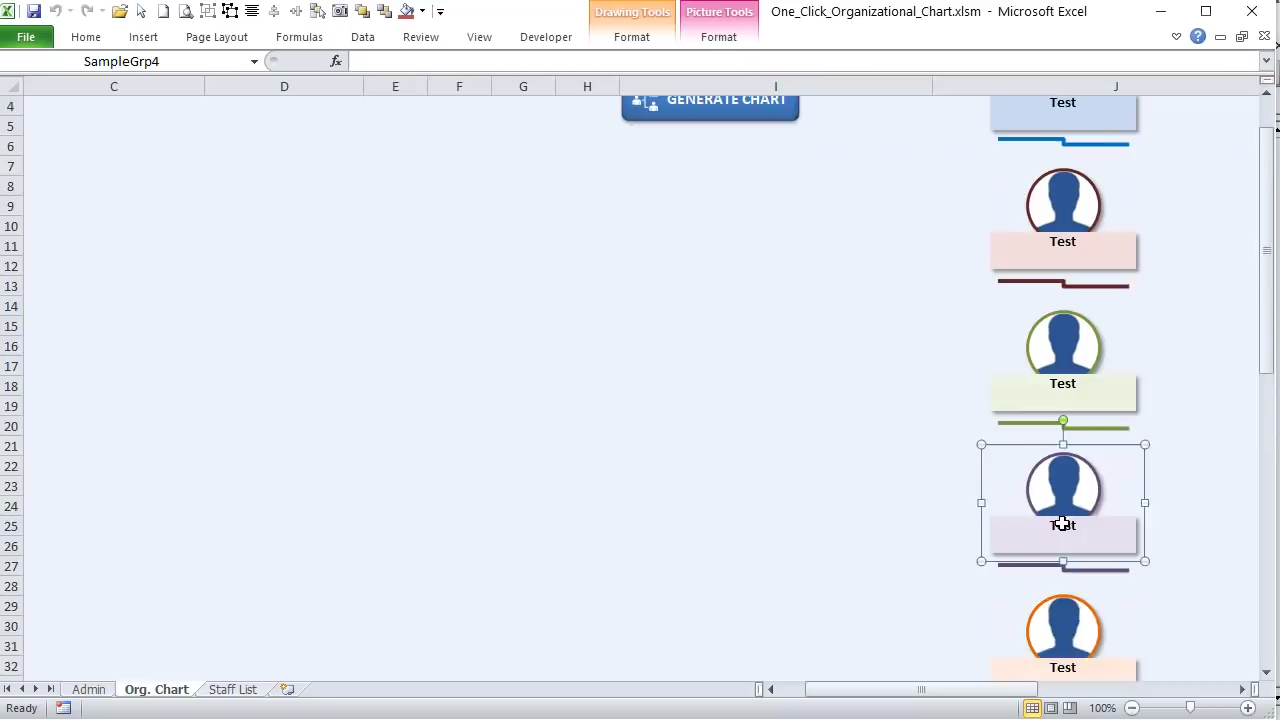 Drawing Tools
Picture Tools
One_Click_Organizational_Chart.xlsm - Microsoft Excel
File
Home
Insert
Page Layout
Formulas
Data
Review
View
Developer
Format
Format
SampleGrp4
fx
C
D
E
F
G
H
I
J
4
5
6
7
8
9
10
11
12
13
14
15
16
17
18
19
20
21
22
23
24
25
26
27
28
29
30
31
32
GENERATE CHART
Test
Test
Test
Test
Test
Admin
Org. Chart
Staff List
Ready
100%